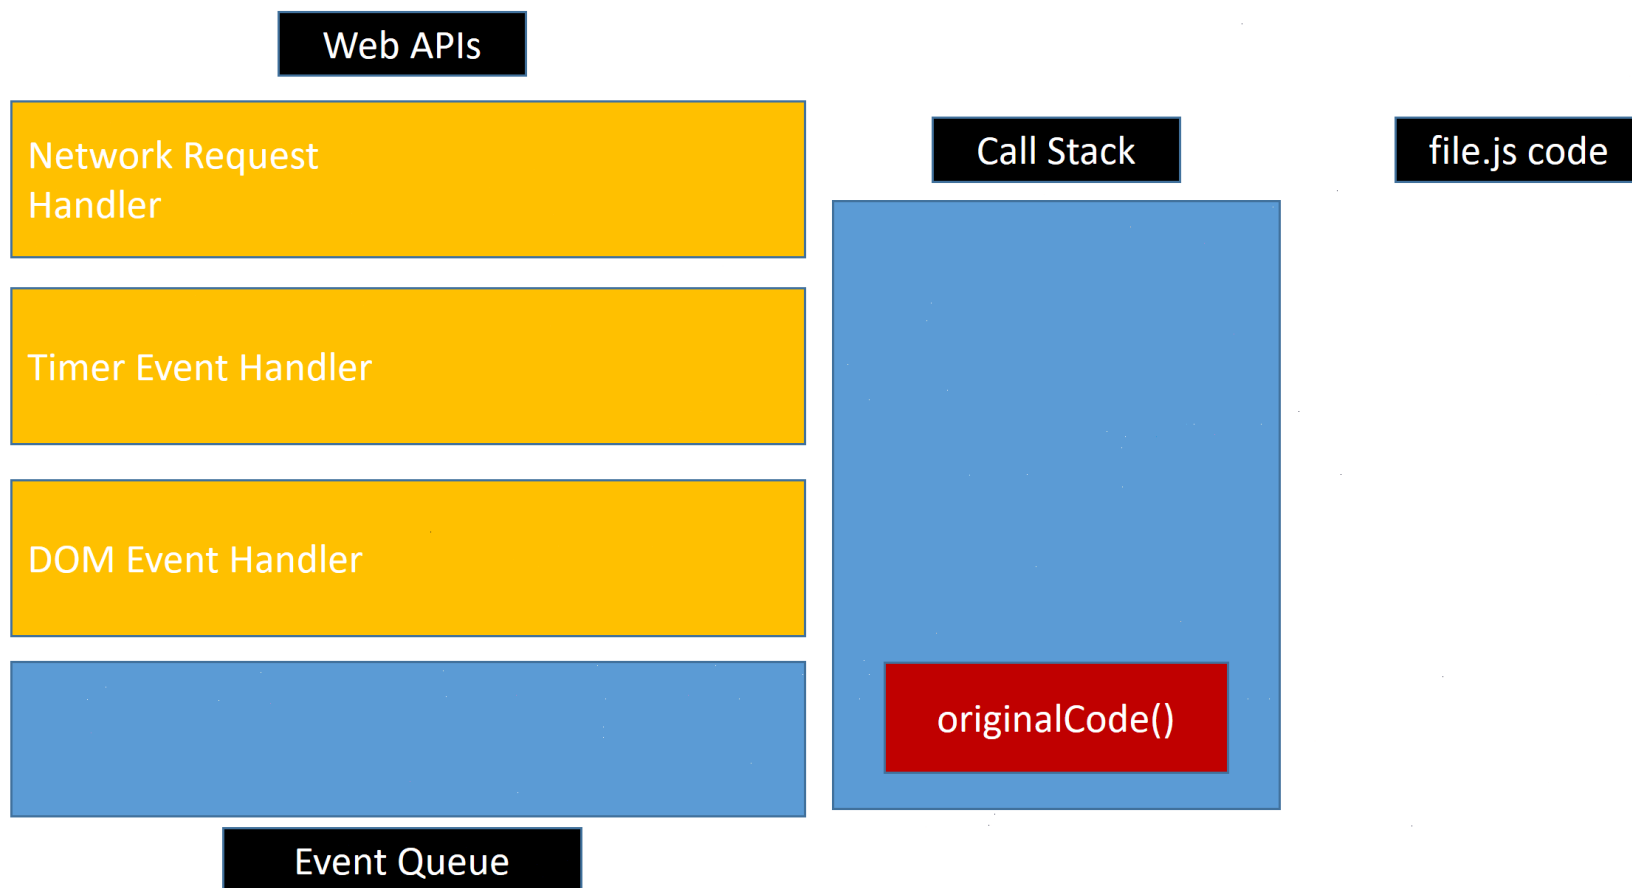 Web APIs
Network Request
Handler
Timer Event Handler
DOM Event Handler
Event Queue
Call Stack
originalCode()
file.js code